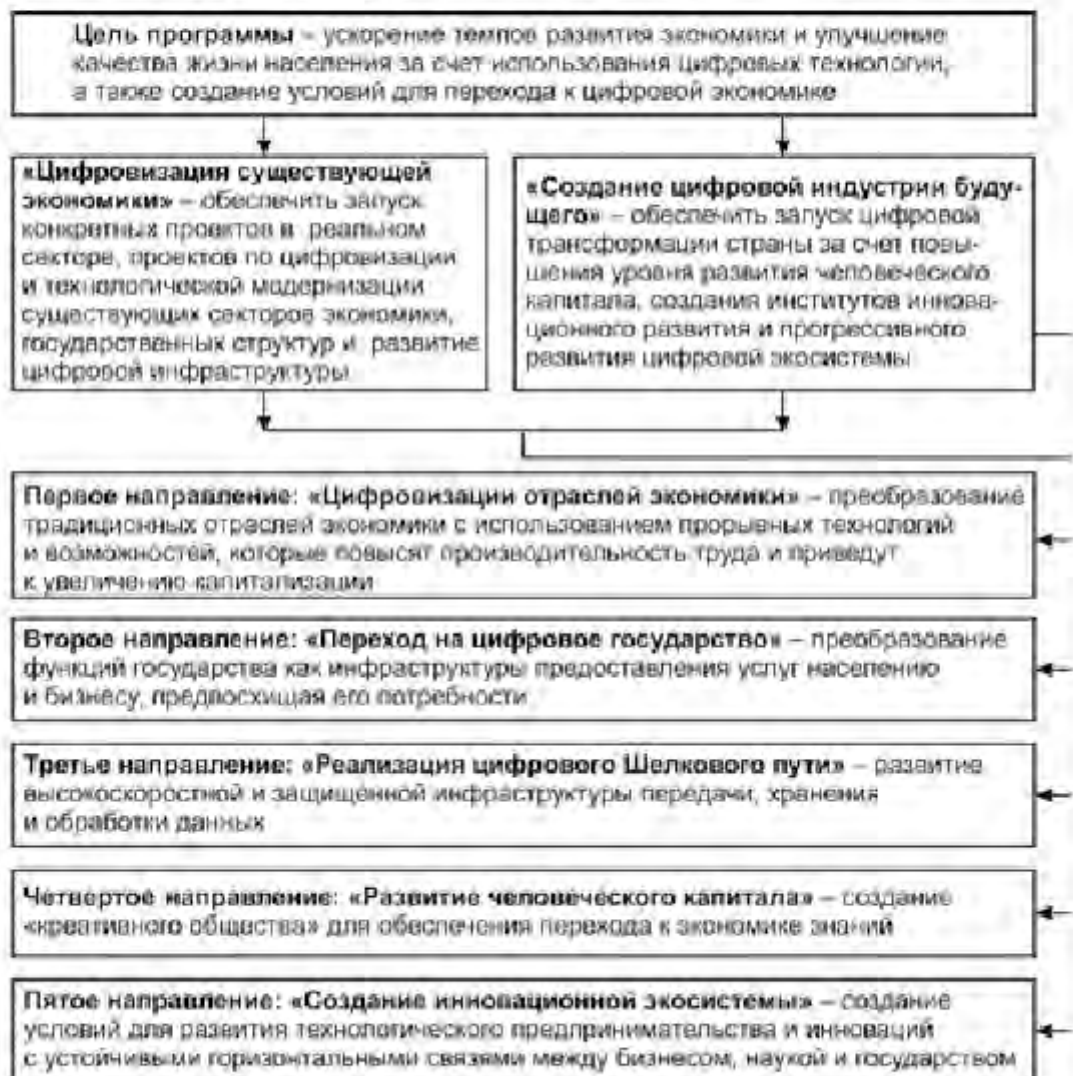 Цель программы – ускорение темпов развития экономики и улучшение
качества жизни населения за счет использования цифровых технологии,
а также создание условий для перехода к цифровой экономике
«Цифровизация существующей
экономики» – обеспечить запуск
конкретных проектов в реальном
секторе, проектов по цифровизации
и технологической модернизации
существующих секторов экономики,
государственных структур и развитие
цифровой инфраструктуры
«Создание цифровой индустрии буду-
щего» – обеспечить запуск цифровой
трансформации страны за счет повы-
шения уровня развития человеческого
капитала, создания институтов иннова-
ционного развития и прогрессивного
развития цифровой экосистемы
Первое направление: «Цифровизации отраслей экономики» – преобразование
традиционных отраслей экономики с использованием прорывных технологий
и возможностей, которые повысят производительность труда и приведут
к увеличению капитализации
Второе направление: «Переход на цифровое государство» – преобразование
функций государства как инфраструктуры предоставления услуг населению
и бизнесу, предвосхищая его потребности
Третье направление: «Реализация цифрового Шелкового пути» – развитие
высокоскоростной и защищенной инфраструктуры передачи, хранения
и обработки данных
Четвертое направление: «Развитие человеческого капитала» – создание
«креативного общества» для обеспечения перехода к экономике знаний
Пятое направление: «Создание инновационной экосистемы» – создание
условий для развития технологического предпринимательства и инноваций
с устойчивыми горизонтальными связями между бизнесом, наукой и государством